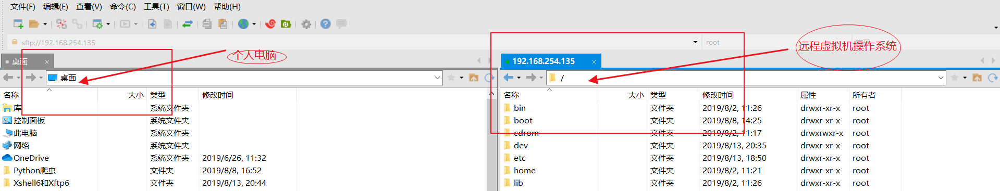 文件(F) 编辑(E) 查看(V) 命令(C) 工具(T) 窗口(W) 帮助(H)
sftp://192.168.254.135 root
个人电脑
远程虚拟机操作系统
桌面 × 192.168.254.135 ×
桌面 /
名称 大小 类型 修改时间 名称 大小 类型 修改时间 属性 所有者
库 系统文件夹 bin 文件夹 2019/8/2, 11:26 drwxr-xr-x root
控制面板 系统文件夹 boot 文件夹 2019/8/8, 14:25 drwxr-xr-x root
此电脑 系统文件夹 cdrom 文件夹 2019/8/2, 11:17 drwxrwxr-x root
网络 系统文件夹 dev 文件夹 2019/8/13, 20:35 drwxr-xr-x root
OneDrive 系统文件夹 2019/6/26, 11:32 etc 文件夹 2019/8/13, 18:50 drwxr-xr-x root
Python爬虫 文件夹 2019/8/8, 16:52 home 文件夹 2019/8/2, 11:21 drwxr-xr-x root
Xshell6和Xftp6 文件夹 2019/8/13, 20:44 lib 文件夹 2019/8/2, 11:26 drwxr-xr-x root